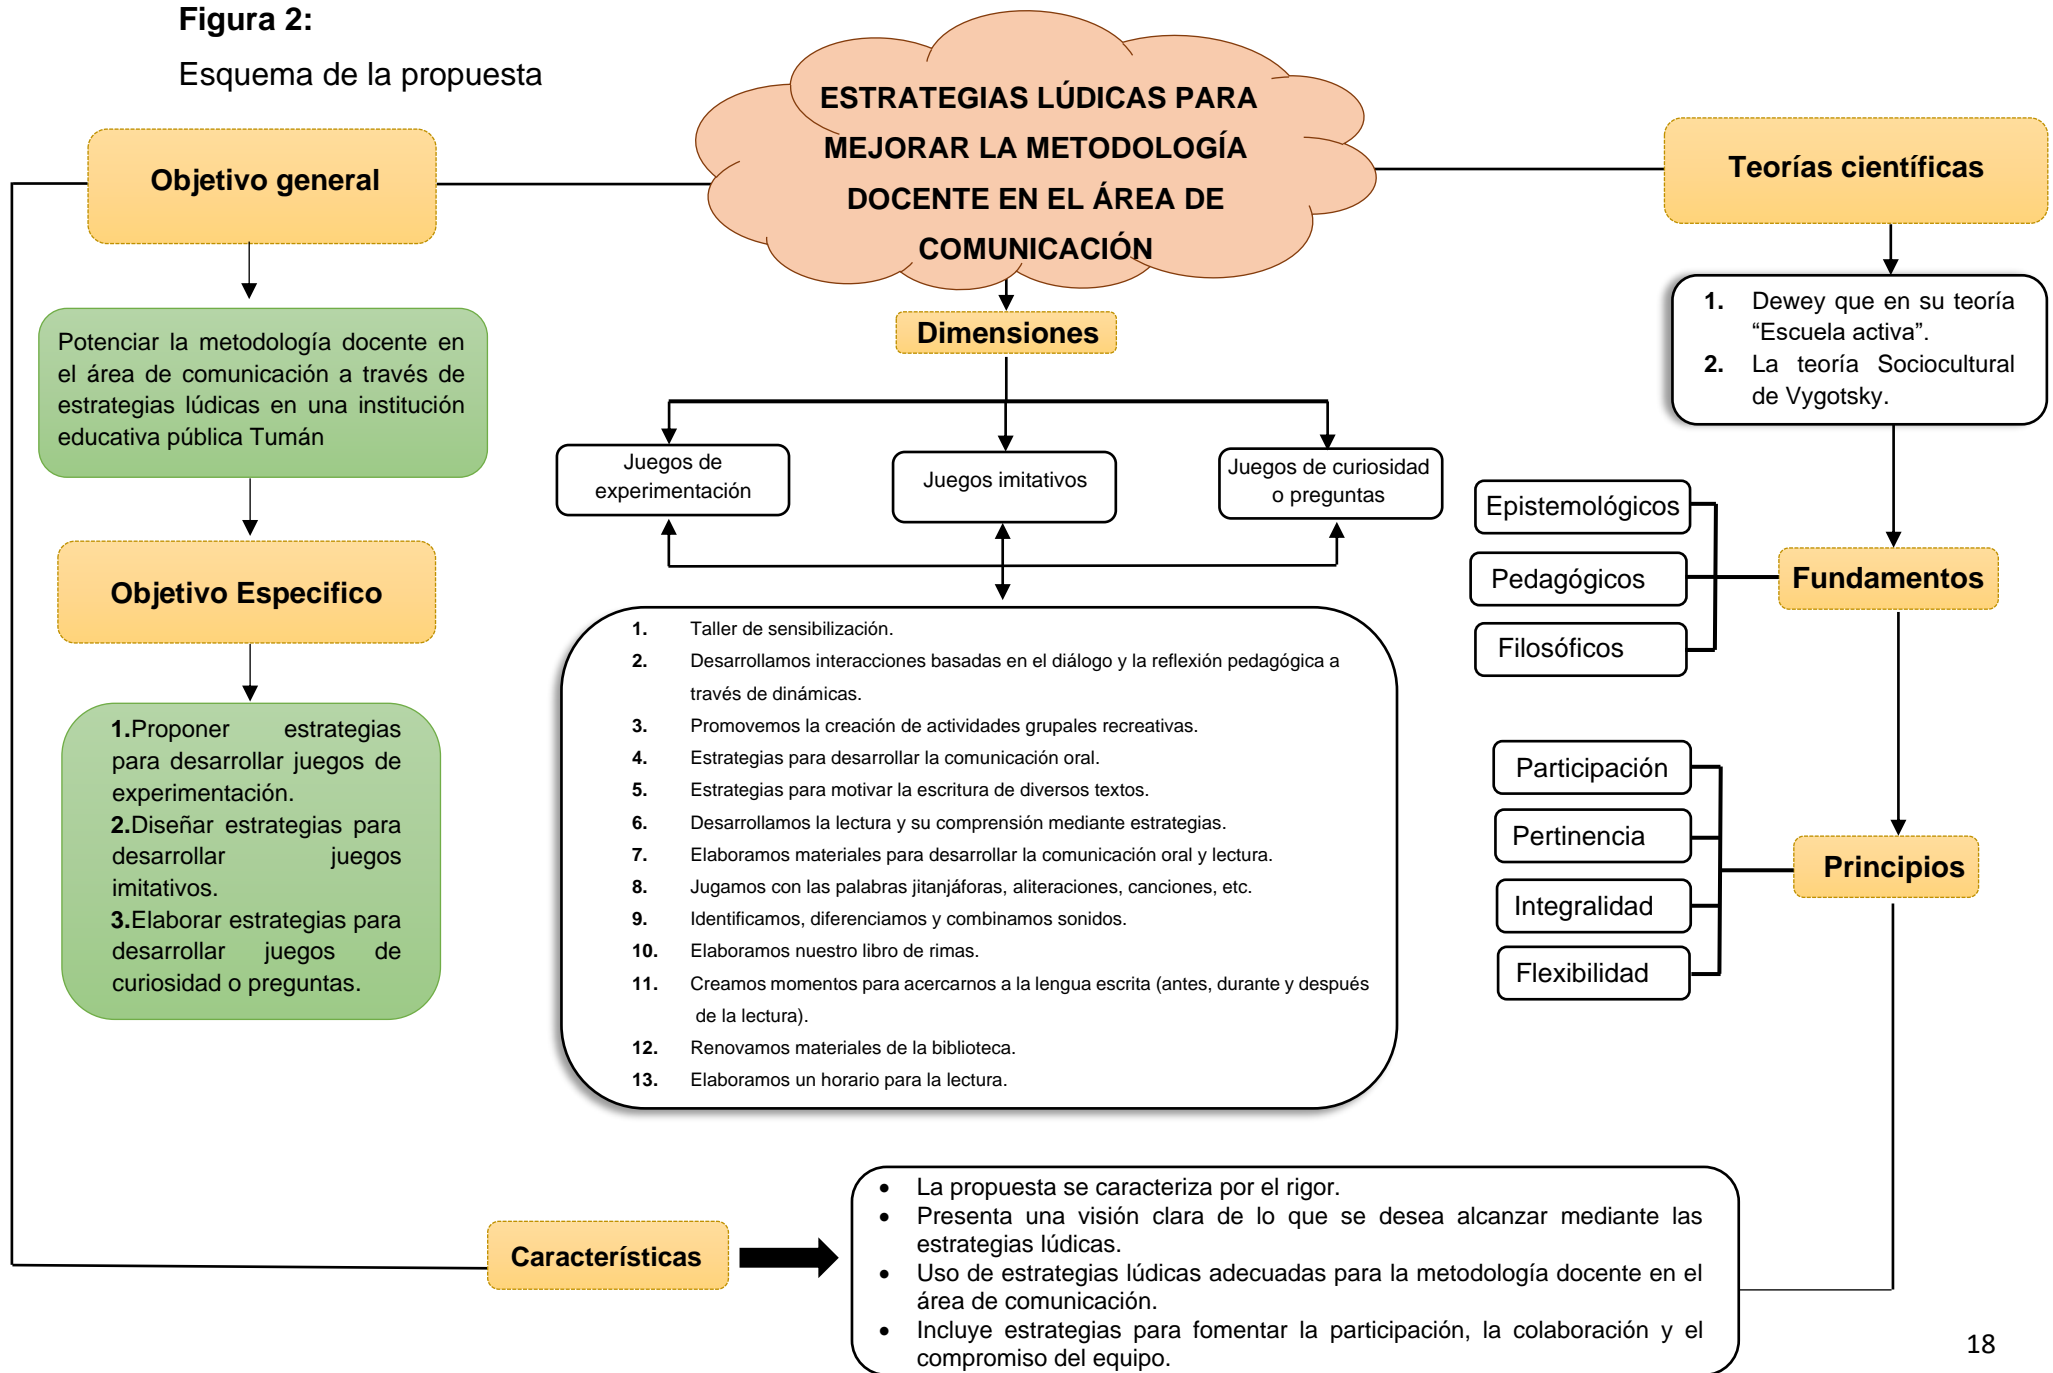 Figura 2:
Esquema de la propuesta
ESTRATEGIAS LÚDICAS PARA
MEJORAR LA METODOLOGÍA
DOCENTE EN EL ÁREA DE
COMUNICACIÓN
Objetivo general
Potenciar la metodología docente en
el área de comunicación a través de
estrategias lúdicas en una institución
educativa pública Tumán
Objetivo Especifico
1.Proponer estrategias
para desarrollar juegos de
experimentación.
2.Diseñar estrategias para
desarrollar juegos
imitativos.
3.Elaborar estrategias para
desarrollar juegos de
curiosidad o preguntas.
Dimensiones
Juegos de
experimentación
Juegos imitativos
Juegos de curiosidad
o preguntas
1. Taller de sensibilización.
2. Desarrollamos interacciones basadas en el diálogo y la reflexión pedagógica a
través de dinámicas.
3. Promovemos la creación de actividades grupales recreativas.
4. Estrategias para desarrollar la comunicación oral.
5. Estrategias para motivar la escritura de diversos textos.
6. Desarrollamos la lectura y su comprensión mediante estrategias.
7. Elaboramos materiales para desarrollar la comunicación oral y lectura.
8. Jugamos con las palabras jitanjáforas, aliteraciones, canciones, etc.
9. Identificamos, diferenciamos y combinamos sonidos.
10. Elaboramos nuestro libro de rimas.
11. Creamos momentos para acercarnos a la lengua escrita (antes, durante y después
de la lectura).
12. Renovamos materiales de la biblioteca.
13. Elaboramos un horario para la lectura.
Teorías científicas
1. Dewey que en su teoría
“Escuela activa”.
2. La teoría Sociocultural
de Vygotsky.
Epistemológicos
Pedagógicos
Filosóficos
Fundamentos
Participación
Pertinencia
Integralidad
Flexibilidad
Principios
Características
• La propuesta se caracteriza por el rigor.
• Presenta una visión clara de lo que se desea alcanzar mediante las
estrategias lúdicas.
• Uso de estrategias lúdicas adecuadas para la metodología docente en el
área de comunicación.
• Incluye estrategias para fomentar la participación, la colaboración y el
compromiso del equipo.
18